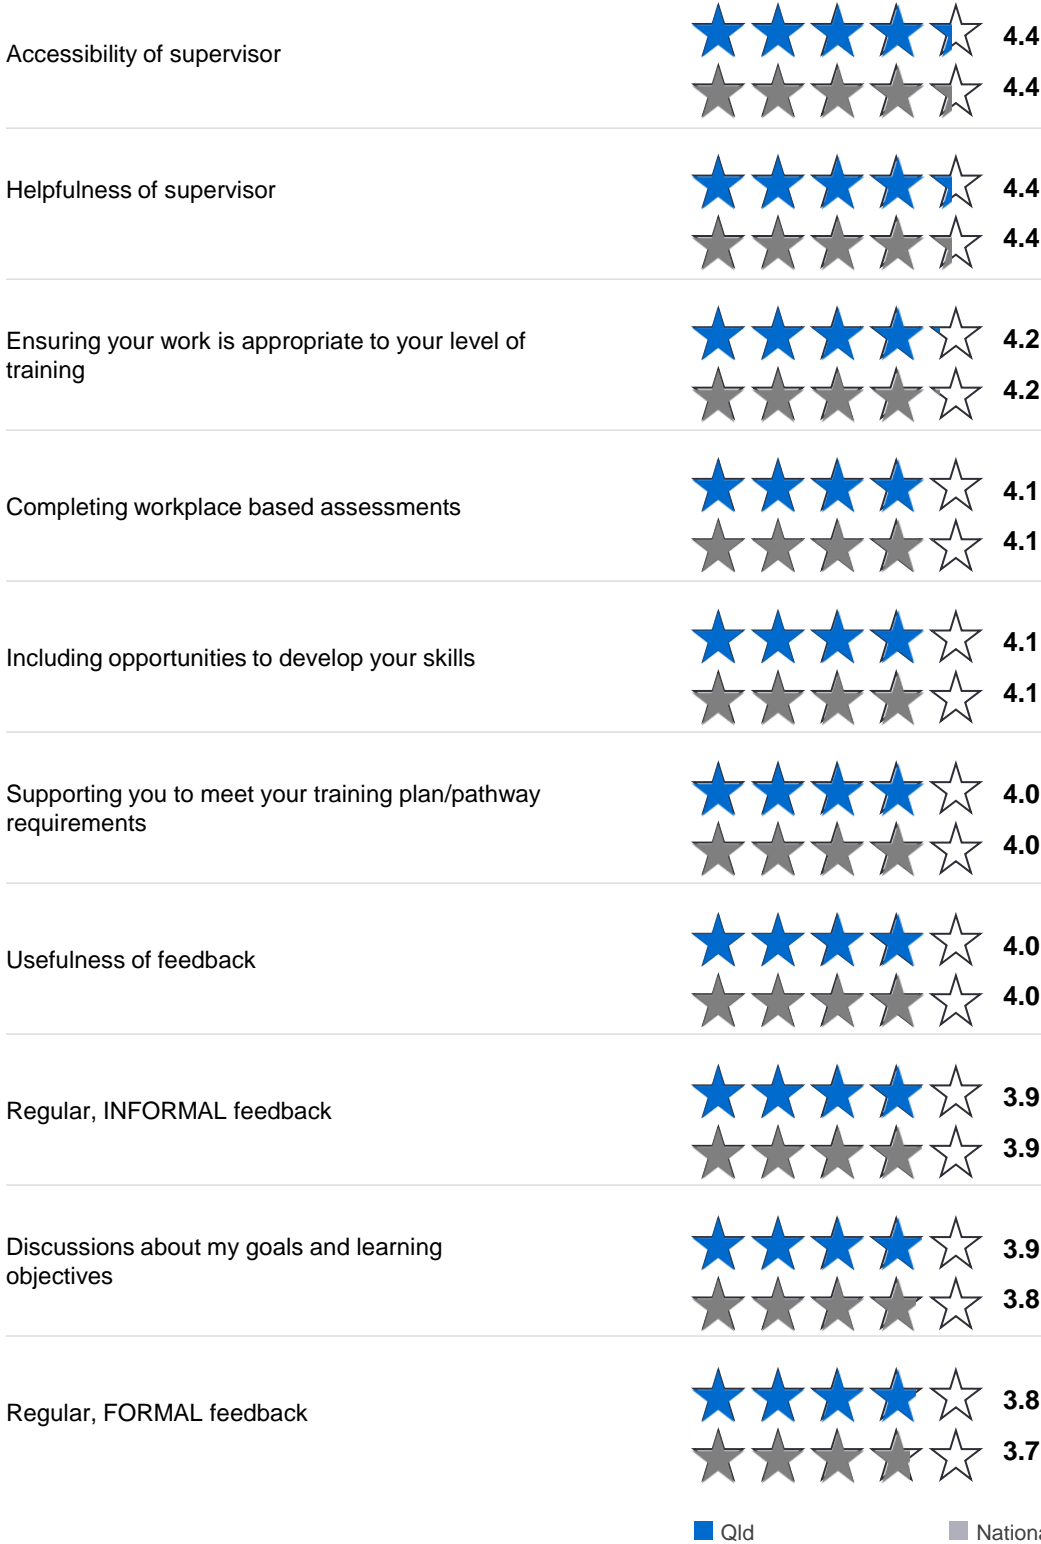 Accessibility of supervisor
4.4
4.4
Helpfulness of supervisor
4.4
4.4
Ensuring your work is appropriate to your level of
training
4.2
4.2
Completing workplace based assessments
4.1
4.1
Including opportunities to develop your skills
4.1
4.1
Supporting you to meet your training plan/pathway
requirements
4.0
4.0
Usefulness of feedback
4.0
4.0
Regular, INFORMAL feedback
3.9
3.9
Discussions about my goals and learning
objectives
3.9
3.8
Regular, FORMAL feedback
3.8
3.7
Qld